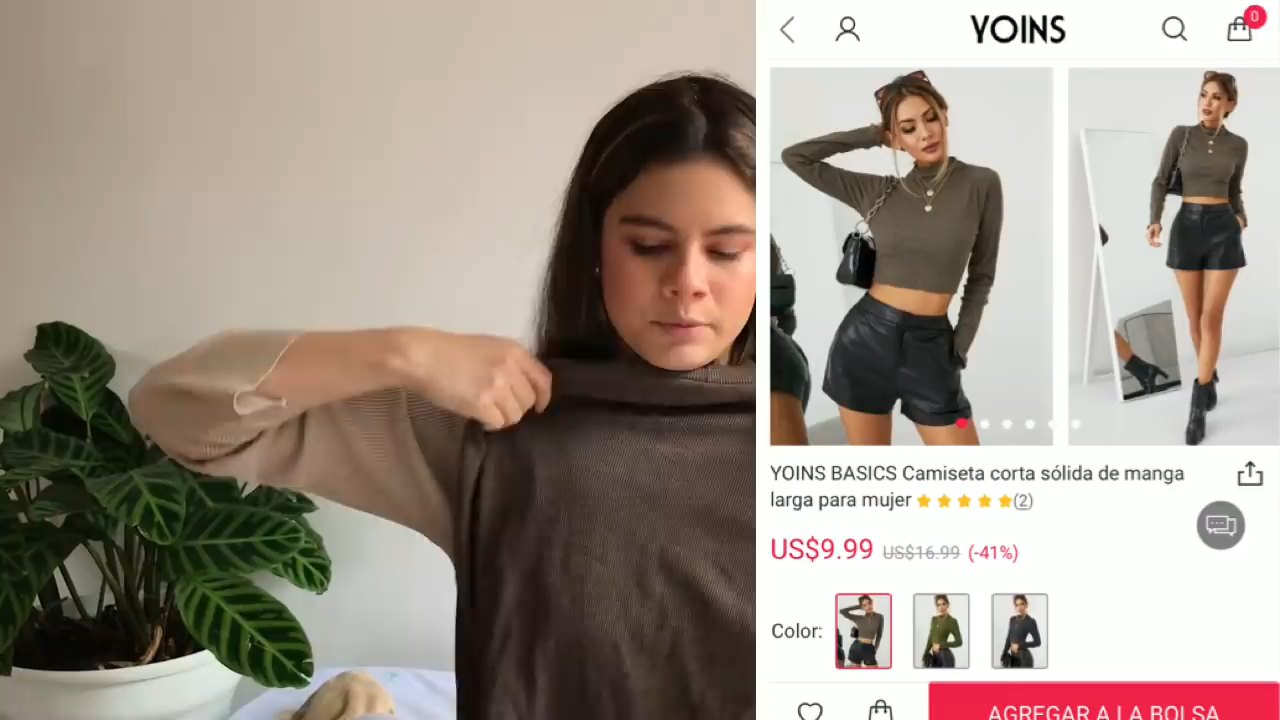 YOINS
0
YOINS BASICS Camiseta corta sólida de manga
larga para mujer (2)
US$9.99 US$16.99 (-41%)
Color:
AGREGAR A LA BOLSA